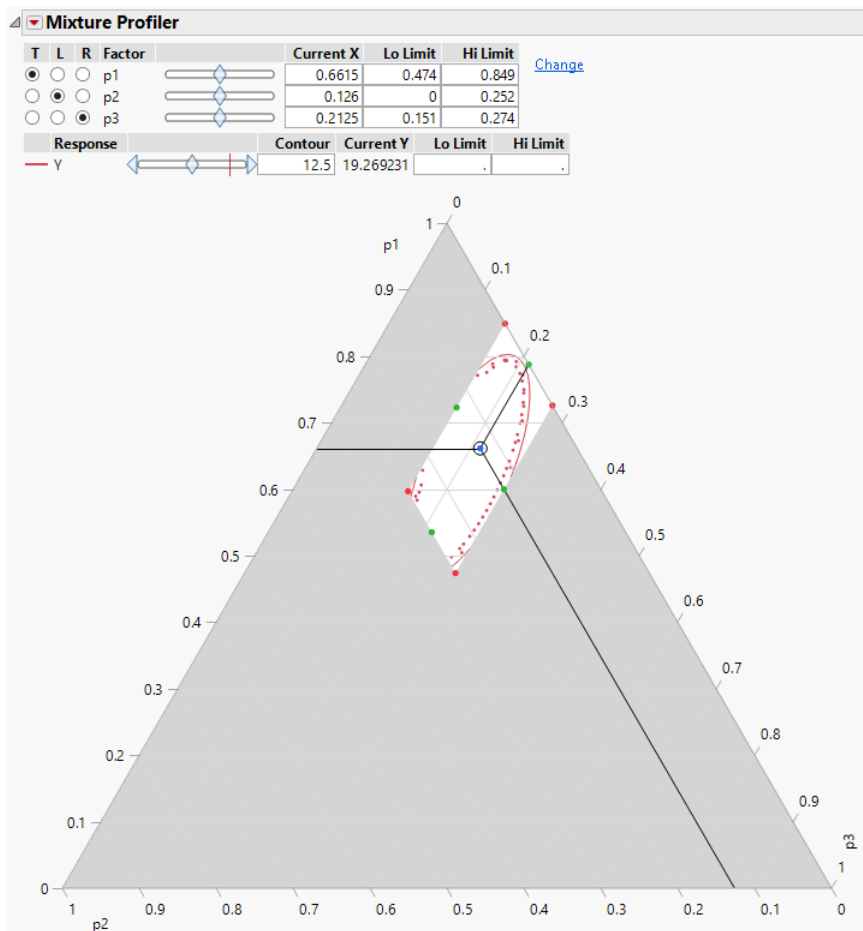 Mixture Profiler
T L R Factor Current X Lo Limit Hi Limit
p1 0.6615 0.474 0.849 Change
p2 0.126 0 0.252
p3 0.2125 0.151 0.274
Response Contour Current Y Lo Limit Hi Limit
Y 12.5 19.269231 . .
0
1
p1
0.1
0.9
0.2
0.8
0.3
0.7
0.4
0.6
0.5
0.5
0.6
0.4
0.7
0.3
0.8
0.2
0.9
0.1
p3
1
0
1 0.9 0.8 0.7 0.6 0.5 0.4 0.3 0.2 0.1 0
p2